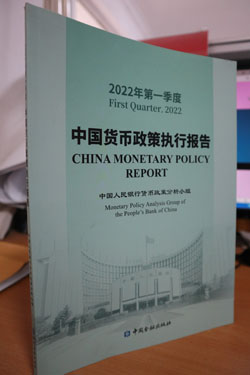 2022年第一季度
First Quarter, 2022
中国货币政策执行报告
CHINA MONETARY POLICY
REPORT
中国人民银行货币政策分析小组
Monetary Policy Analysis Group of
the People's Bank of China
中国金融出版社